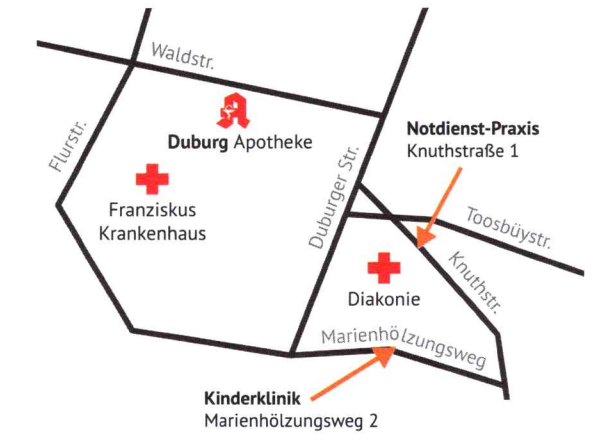 Waldstr.
Flurstr.
Duburg Apotheke
Notdienst-Praxis
Knuthstraße 1
Franziskus
Krankenhaus
Duburger Str.
Toosbüystr.
Knuthstr.
Diakonie
Marienhölzungsweg
Kinderklinik
Marienhölzungsweg 2